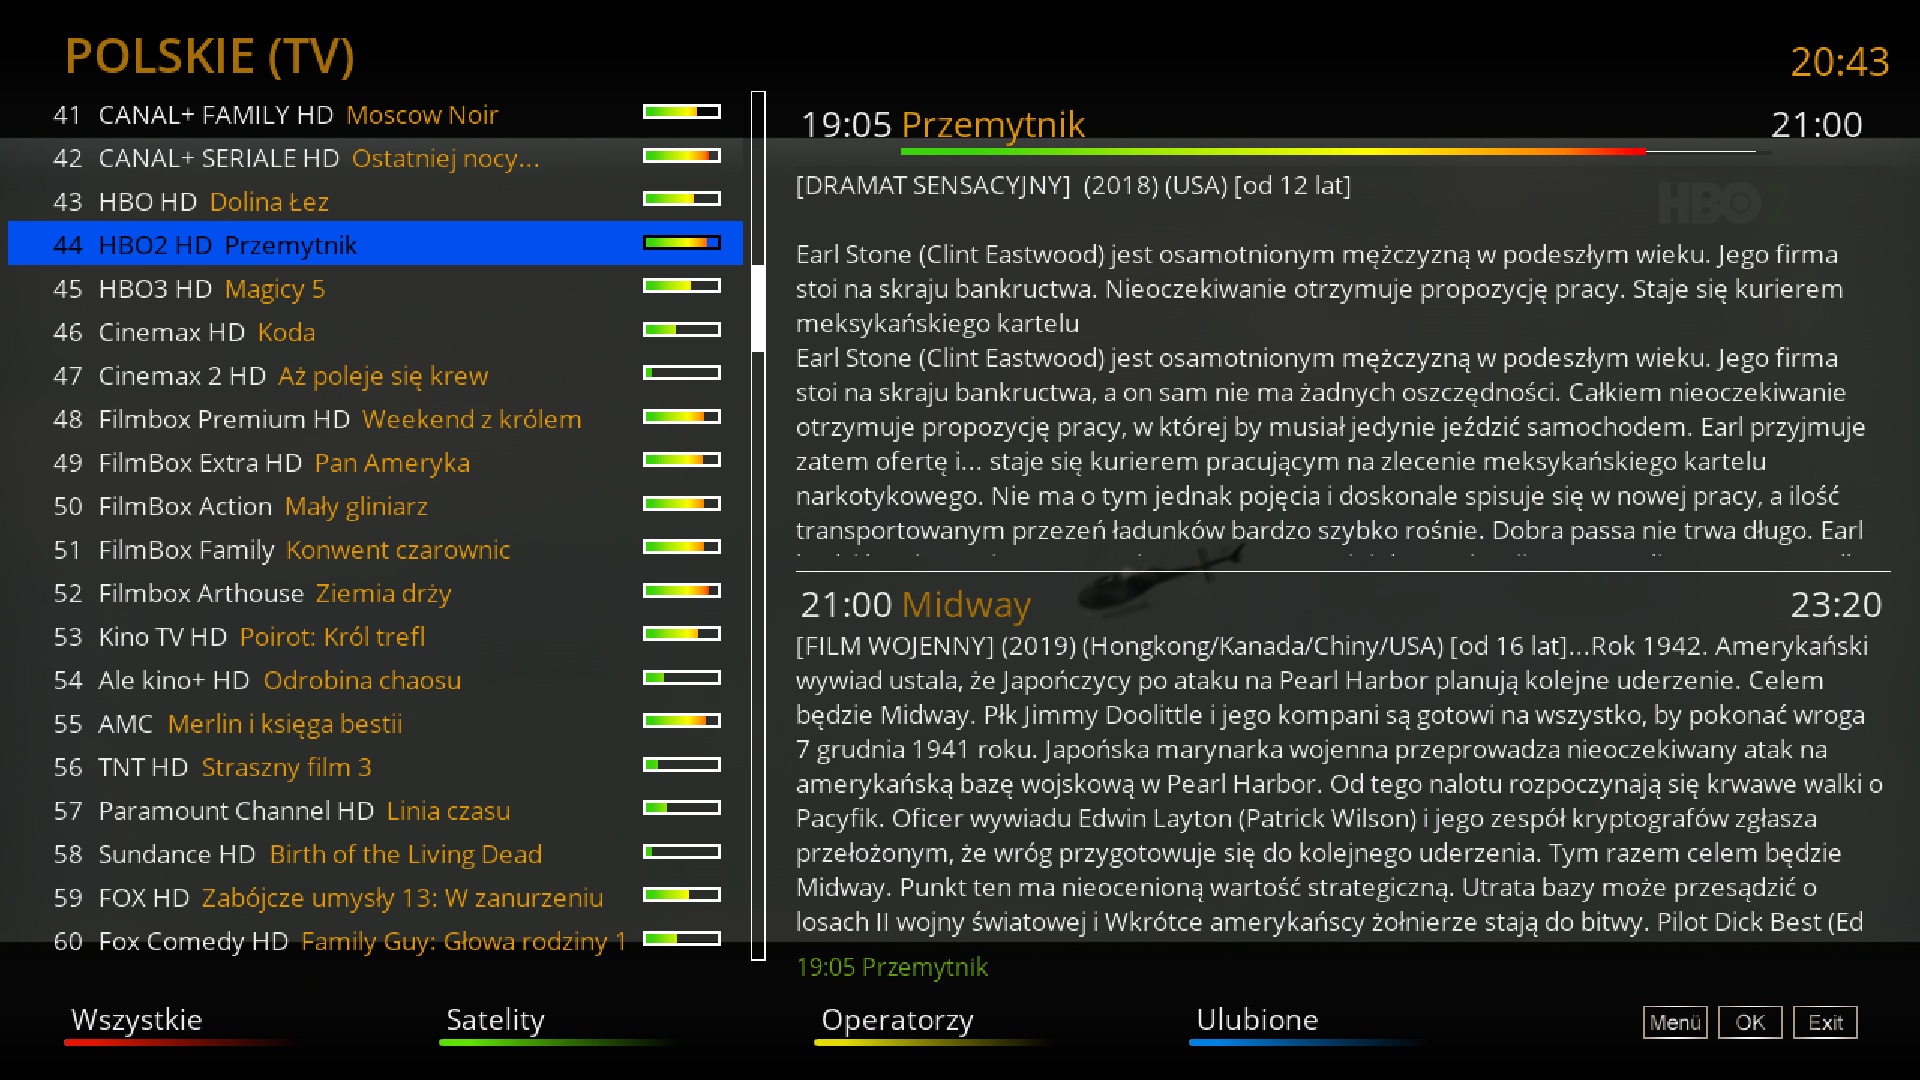 POLSKIE (TV)
20:43
41 CANAL+ FAMILY HD Moscow Noir
42 CANAL+ SERIALE HD Ostatniej nocy...
43 HBO HD Dolina Łez
44 HBO2 HD Przemytnik
45 HBO3 HD Magicy 5
46 Cinemax HD Koda
47 Cinemax 2 HD Aż poleje się krew
48 Filmbox Premium HD Weekend z królem
49 FilmBox Extra HD Pan Ameryka
50 FilmBox Action Mały gliniarz
51 FilmBox Family Konwent czarownic
52 Filmbox Arthouse Ziemia drży
53 Kino TV HD Poirot: Król trefl
54 Ale kino+ HD Odrobina chaosu
55 AMC Merlin i księga bestii
56 TNT HD Straszny film 3
57 Paramount Channel HD Linia czasu
58 Sundance HD Birth of the Living Dead
59 FOX HD Zabójcze umysły 13: W zanurzeniu
60 Fox Comedy HD Family Guy: Głowa rodziny 1
19:05 Przemytnik 21:00
[DRAMAT SENSACYJNY] (2018) (USA) [od 12 lat]
HBO
Earl Stone (Clint Eastwood) jest osamotnionym mężczyzną w podeszłym wieku. Jego firma
stoi na skraju bankructwa. Nieoczekiwanie otrzymuje propozycję pracy. Staje się kurierem
meksykańskiego kartelu
Earl Stone (Clint Eastwood) jest osamotnionym mężczyzną w podeszłym wieku. Jego firma
stoi na skraju bankructwa, a on sam nie ma żadnych oszczędności. Całkiem nieoczekiwanie
otrzymuje propozycję pracy, w której by musiał jedynie jeździć samochodem. Earl przyjmuje
zatem ofertę i... staje się kurierem pracującym na zlecenie meksykańskiego kartelu
narkotykowego. Nie ma o tym jednak pojęcia i doskonale spisuje się w nowej pracy, a ilość
transportowanym przezeń ładunków bardzo szybko rośnie. Dobra passa nie trwa długo. Earl
21:00 Midway 23:20
[FILM WOJENNY] (2019) (Hongkong/Kanada/Chiny/USA) [od 16 lat]...Rok 1942. Amerykański
wywiad ustala, że Japończycy po ataku na Pearl Harbor planują kolejne uderzenie. Celem
będzie Midway. Płk Jimmy Doolittle i jego kompani są gotowi na wszystko, by pokonać wroga
7 grudnia 1941 roku. Japońska marynarka wojenna przeprowadza nieoczekiwany atak na
amerykańską bazę wojskową w Pearl Harbor. Od tego nalotu rozpoczynają się krwawe walki o
Pacyfik. Oficer wywiadu Edwin Layton (Patrick Wilson) i jego zespół kryptografów zgłasza
przełożonym, że wróg przygotowuje się do kolejnego uderzenia. Tym razem celem będzie
Midway. Punkt ten ma nieocenioną wartość strategiczną. Utrata bazy może przesądzić o
losach II wojny światowej i Wkrótce amerykańscy żołnierze stają do bitwy. Pilot Dick Best (Ed
19:05 Przemytnik
Wszystkie Satelity Operatorzy Ulubione Menü OK Exit